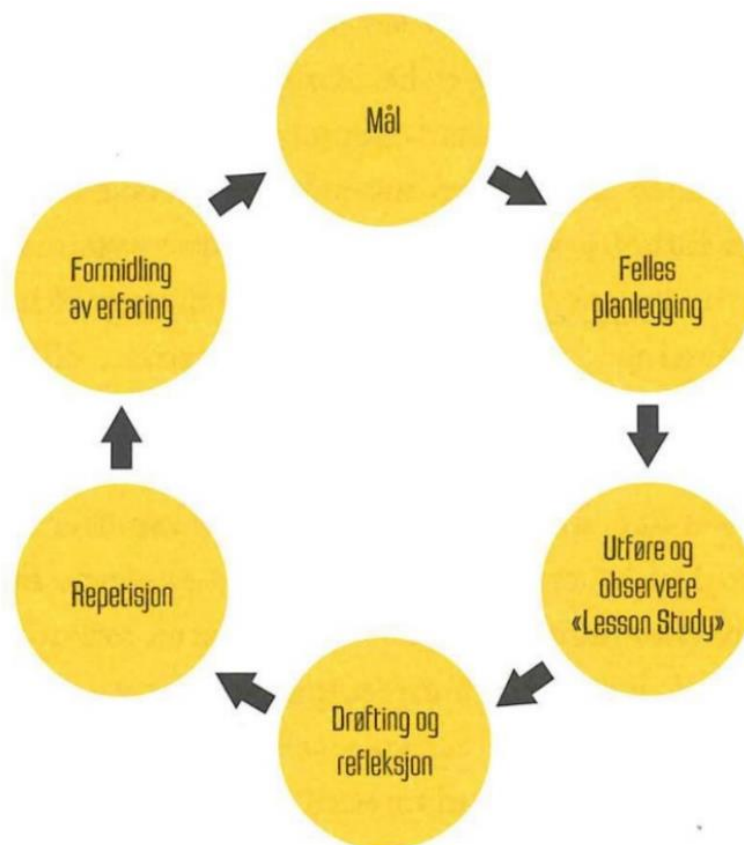 Mål
Felles
planlegging
Utføre og
observere
«Lesson Study»
Drøfting og
refleksjon
Repetisjon
Formidling
av erfaring